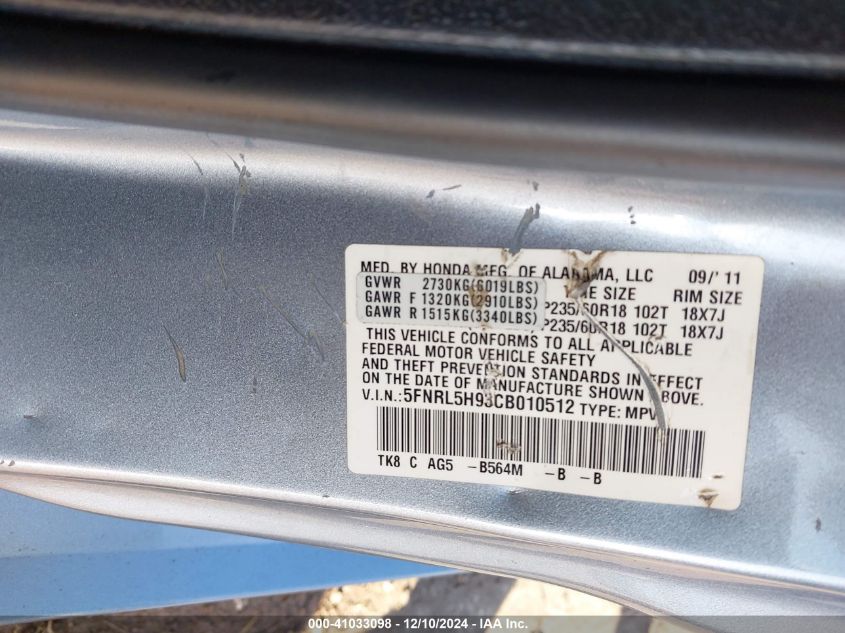 MFD. BY HONDA MFG. OF ALABAMA, LLC 09/'11
GVWR 2730KG(6019LBS) SIZE RIM SIZE
GAWR F 1320KG(2910LBS) P235/60R18 102T 18X7J
GAWR R 1515KG(3340LBS) P235/60R18 102T 18X7J
THIS VEHICLE CONFORMS TO ALL APPLICABLE
FEDERAL MOTOR VEHICLE SAFETY
AND THEFT PREVENTION STANDARDS IN EFFECT
ON THE DATE OF MANUFACTURE SHOWN ABOVE.
V.I.N.:5FNRL5H93CB010512 TYPE: MPV
TK8 C AG5 -B564M -B -B
000-41033098 - 12/10/2024 - IAA Inc.